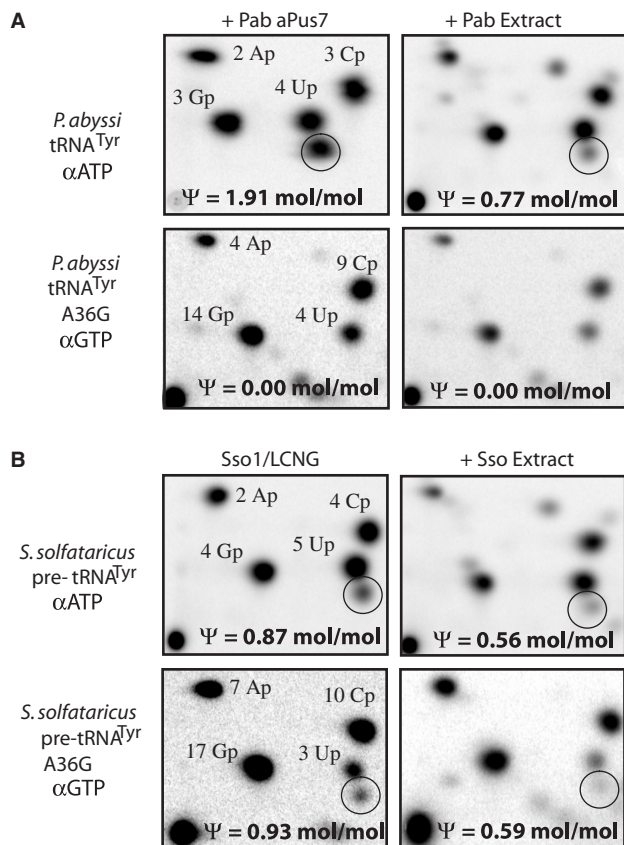 A
+ Pab aPus7
+ Pab Extract
P. abyssi
tRNATyr
αATP
2 Ap
3 Cp
3 Gp
4 Up
Ψ = 1.91 mol/mol
Ψ = 0.77 mol/mol
P. abyssi
tRNATyr
A36G
αGTP
4 Ap
9 Cp
14 Gp
4 Up
Ψ = 0.00 mol/mol
Ψ = 0.00 mol/mol
B
Sso1/LCNG
+ Sso Extract
S. solfataricus
pre-tRNATyr
αATP
2 Ap
4 Cp
4 Gp
5 Up
Ψ = 0.87 mol/mol
Ψ = 0.56 mol/mol
S. solfataricus
pre-tRNATyr
A36G
αGTP
7 Ap
10 Cp
17 Gp
3 Up
Ψ = 0.93 mol/mol
Ψ = 0.59 mol/mol